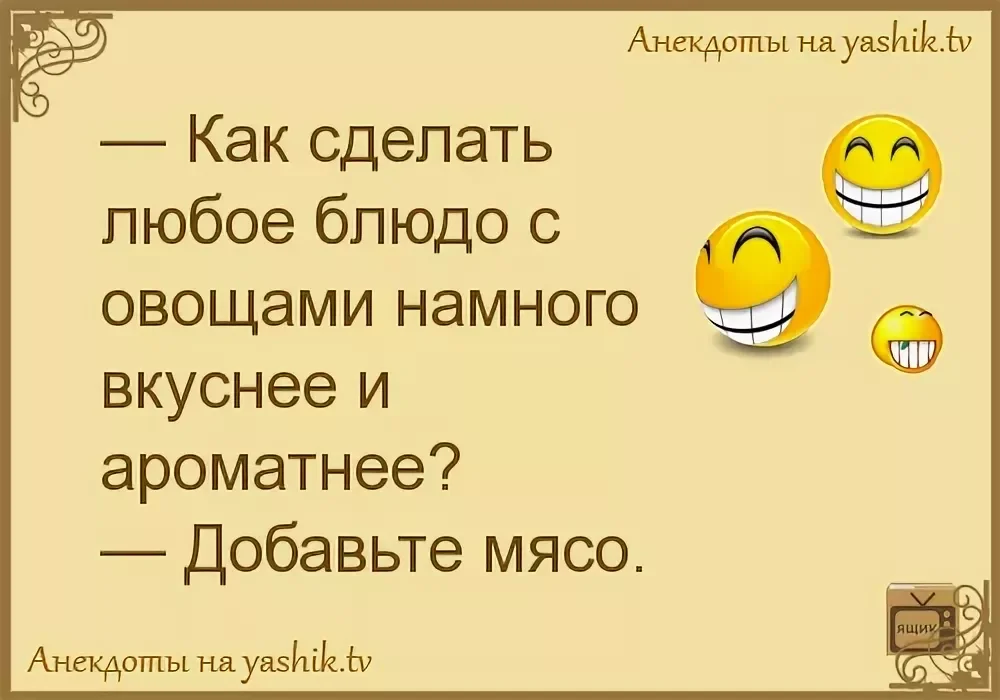 Анекдоты на yashik.tv
— Как сделать
любое блюдо с
овощами намного
вкуснее и
ароматнее?
— Добавьте мясо.
ящик
Анекдоты на yashik.tv